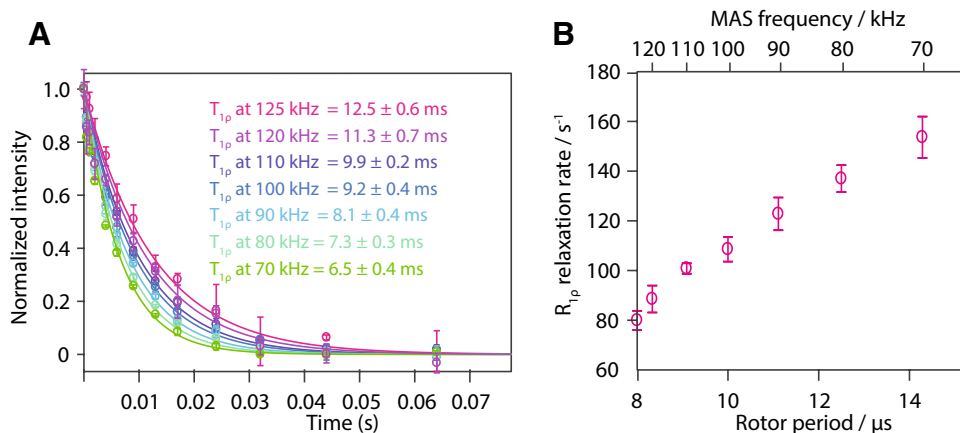 A
Normalized intensity
1.0
0.8
0.6
0.4
0.2
0
T1ρ at 125 kHz = 12.5 ± 0.6 ms
T1ρ at 120 kHz = 11.3 ± 0.7 ms
T1ρ at 110 kHz = 9.9 ± 0.2 ms
T1ρ at 100 kHz = 9.2 ± 0.4 ms
T1ρ at 90 kHz = 8.1 ± 0.4 ms
T1ρ at 80 kHz = 7.3 ± 0.3 ms
T1ρ at 70 kHz = 6.5 ± 0.4 ms
0.01 0.02 0.03 0.04 0.05 0.06 0.07
Time (s)
B
MAS frequency / kHz
120 110 100 90 80 70
R1ρ relaxation rate / s⁻¹
180
160
140
120
100
80
60
8 10 12 14
Rotor period / µs